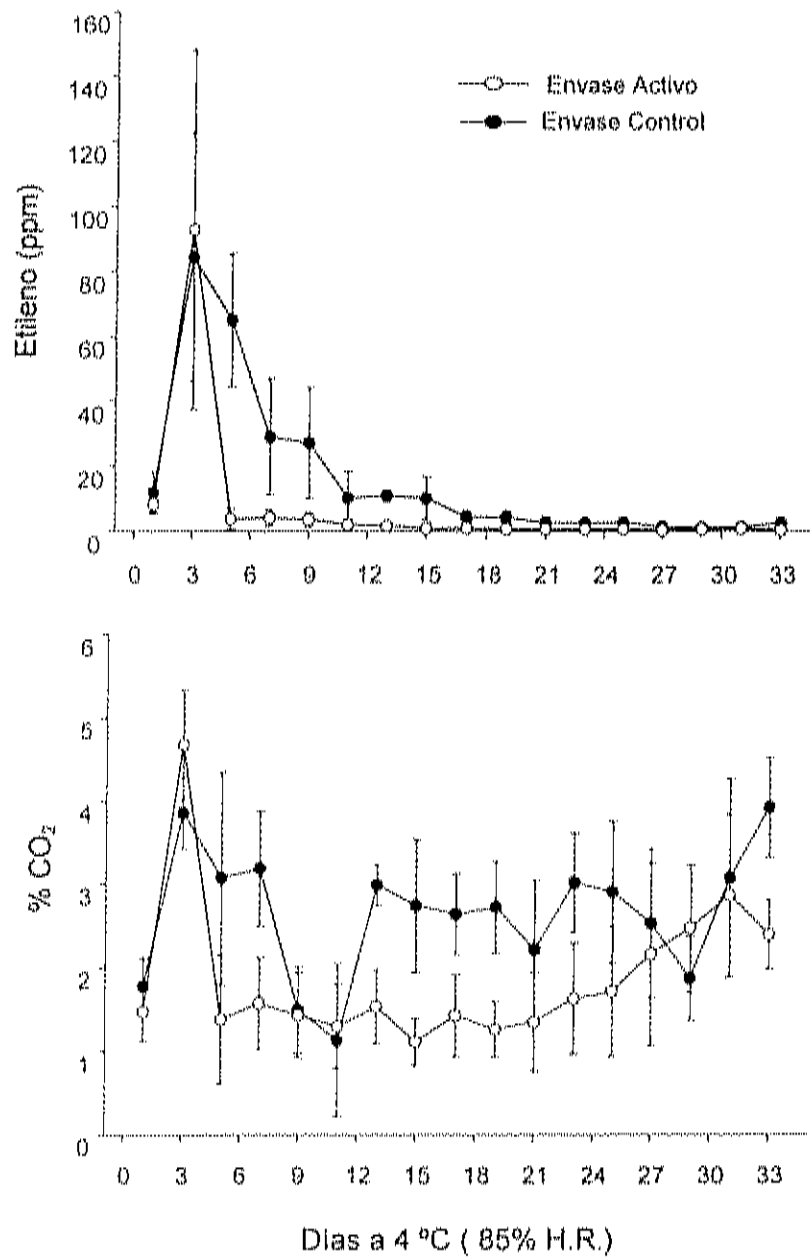 160
140
120
100
80
60
40
20
0
Etileno (ppm)
Envase Activo
Envase Control
0 3 6 9 12 15 18 21 24 27 30 33
6
5
4
3
2
1
0
% CO₂
0 3 6 9 12 15 18 21 24 27 30 33
Dias a 4 ºC ( 85% H.R.)